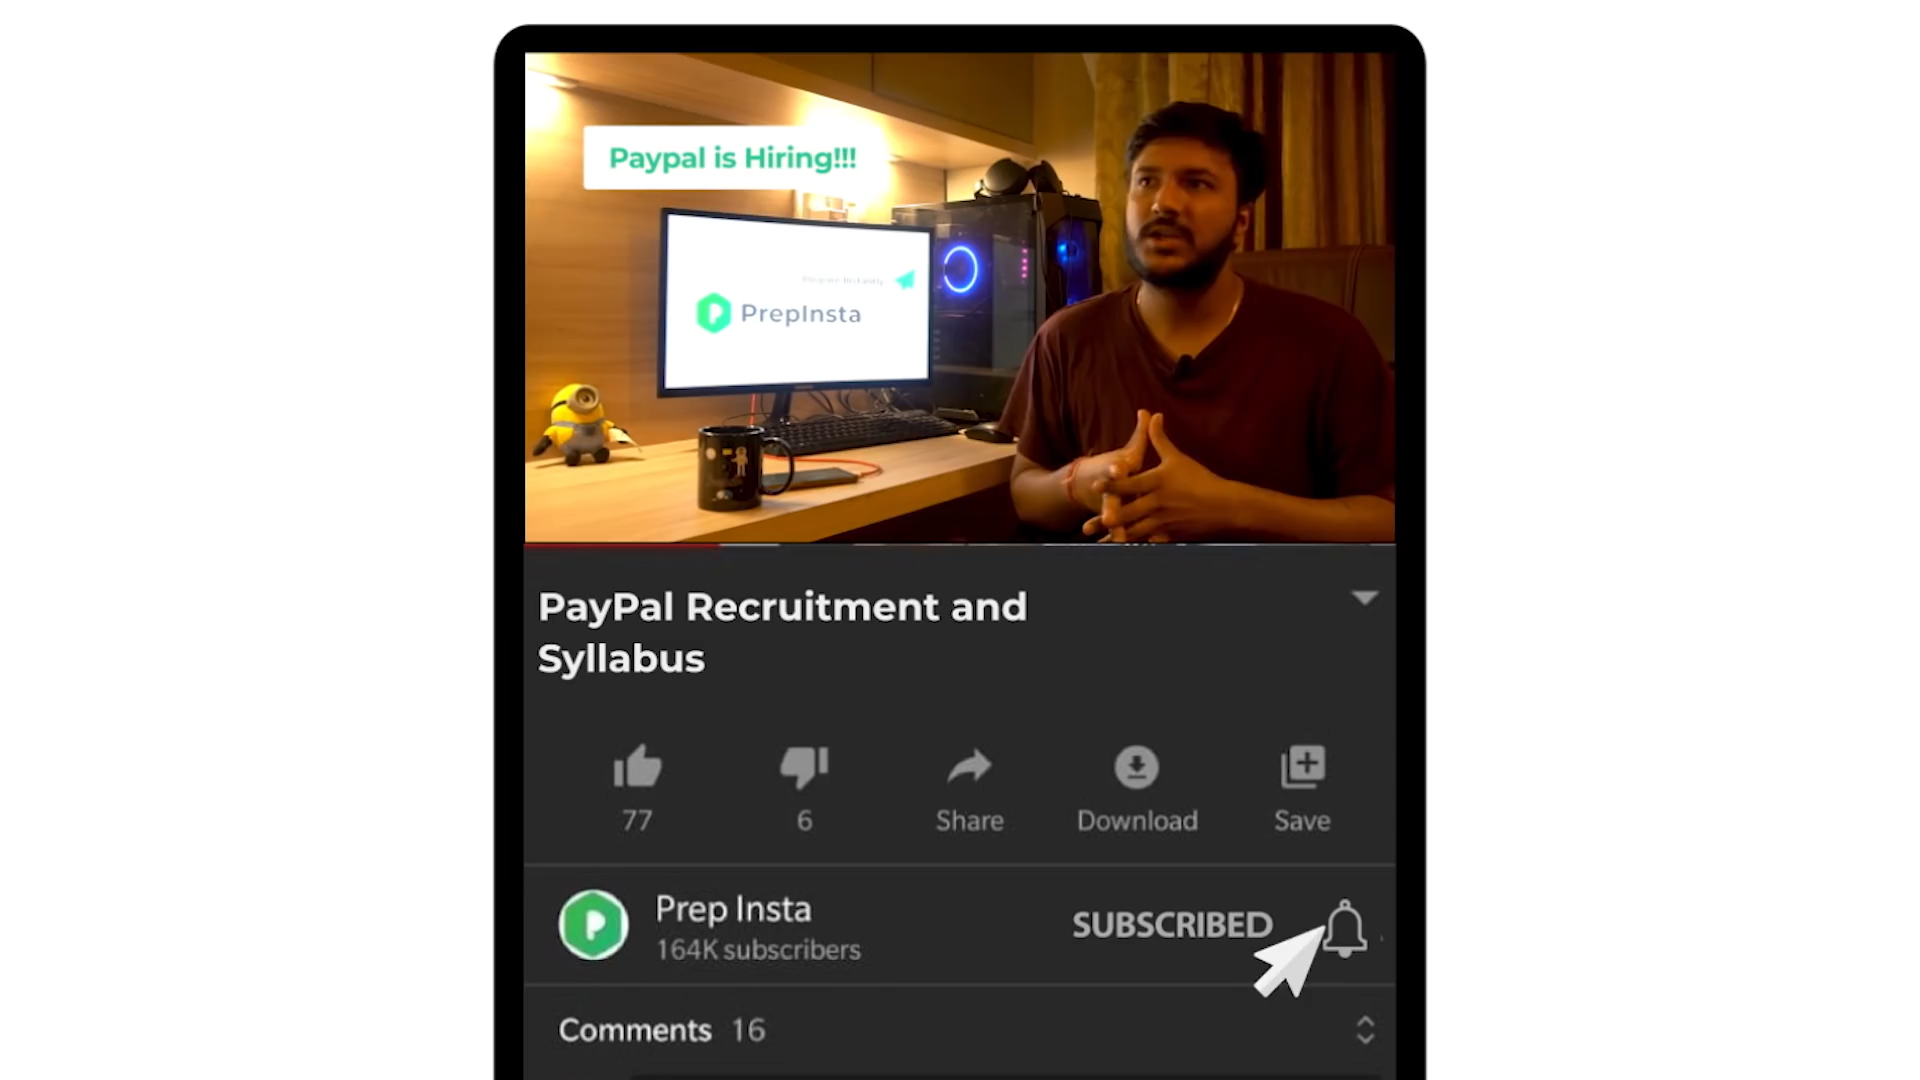 Paypal is Hiring!!!
PrepInsta
PayPal Recruitment and
Syllabus
77
6
Share
Download
Save
Prep Insta
164K subscribers
SUBSCRIBED
Comments 16